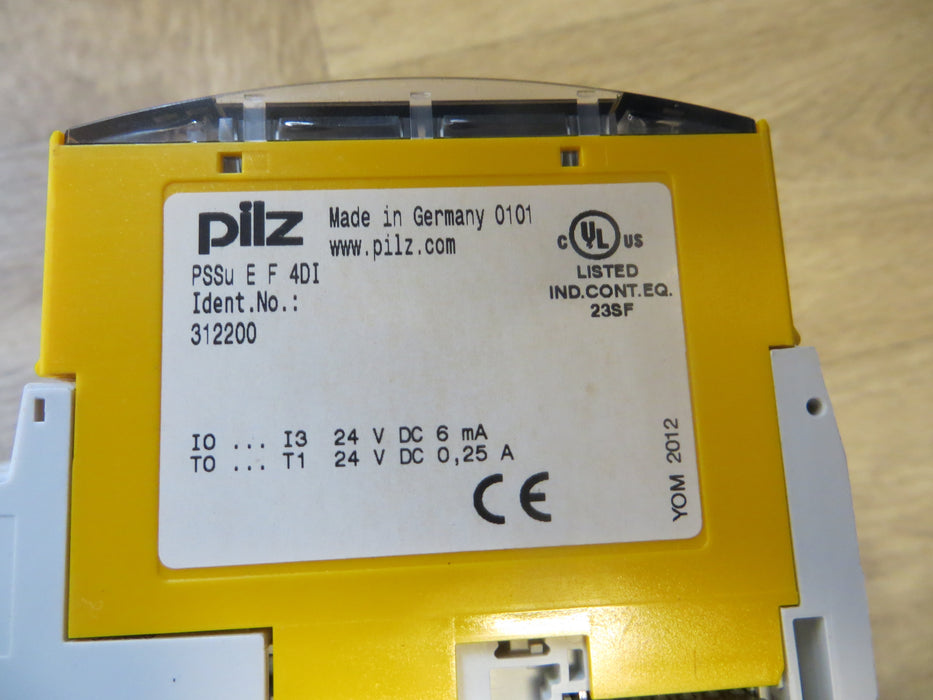 pilz
Made in Germany 0101
www.pilz.com
PSSu E F 4DI
Ident.No.:
312200
C UL US
LISTED
IND.CONT.EQ.
23SF
I0 ... I3 24 V DC 6 mA
T0 ... T1 24 V DC 0,25 A
CE
YOM 2012